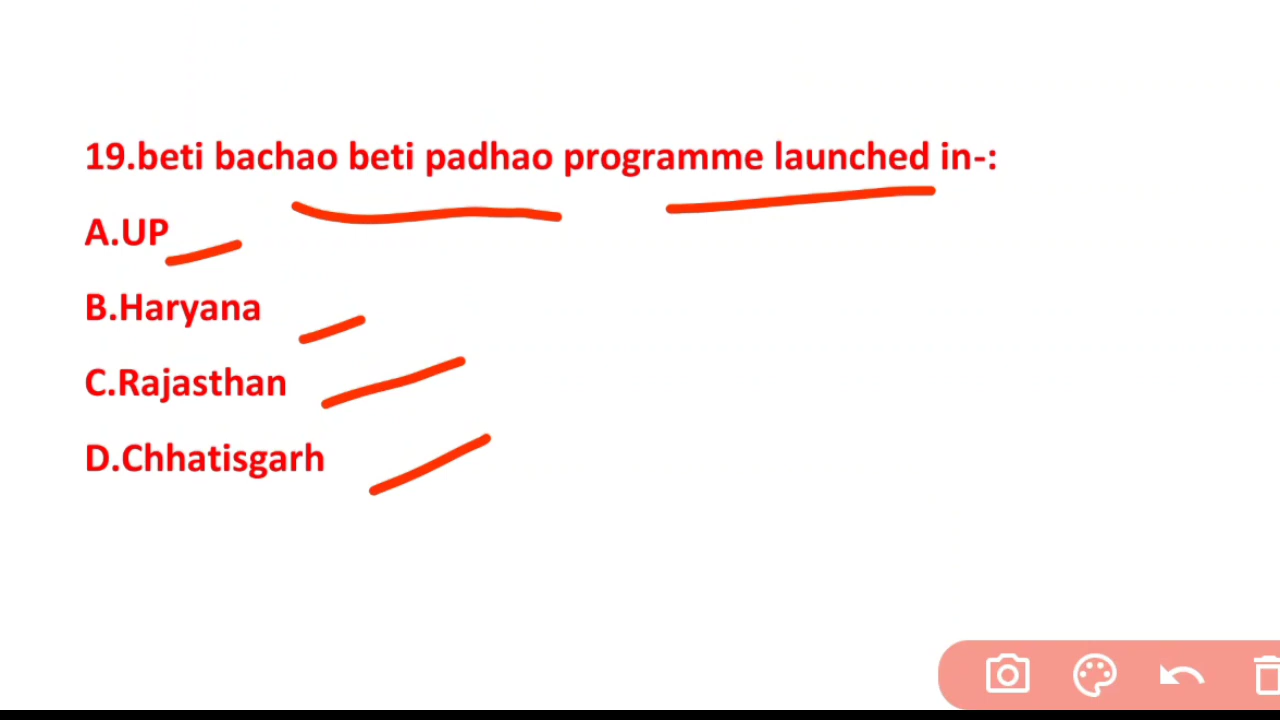 19.beti bachao beti padhao programme launched in-:
A.UP
B.Haryana
C.Rajasthan
D.Chhatisgarh